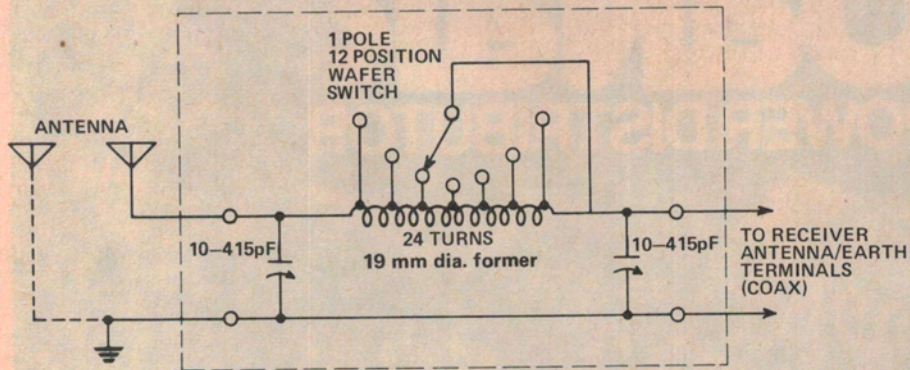 1 POLE
12 POSITION
WAFER
SWITCH
ANTENNA
10–415pF
24 TURNS
19 mm dia. former
10–415pF
TO RECEIVER
ANTENNA/EARTH
TERMINALS
(COAX)